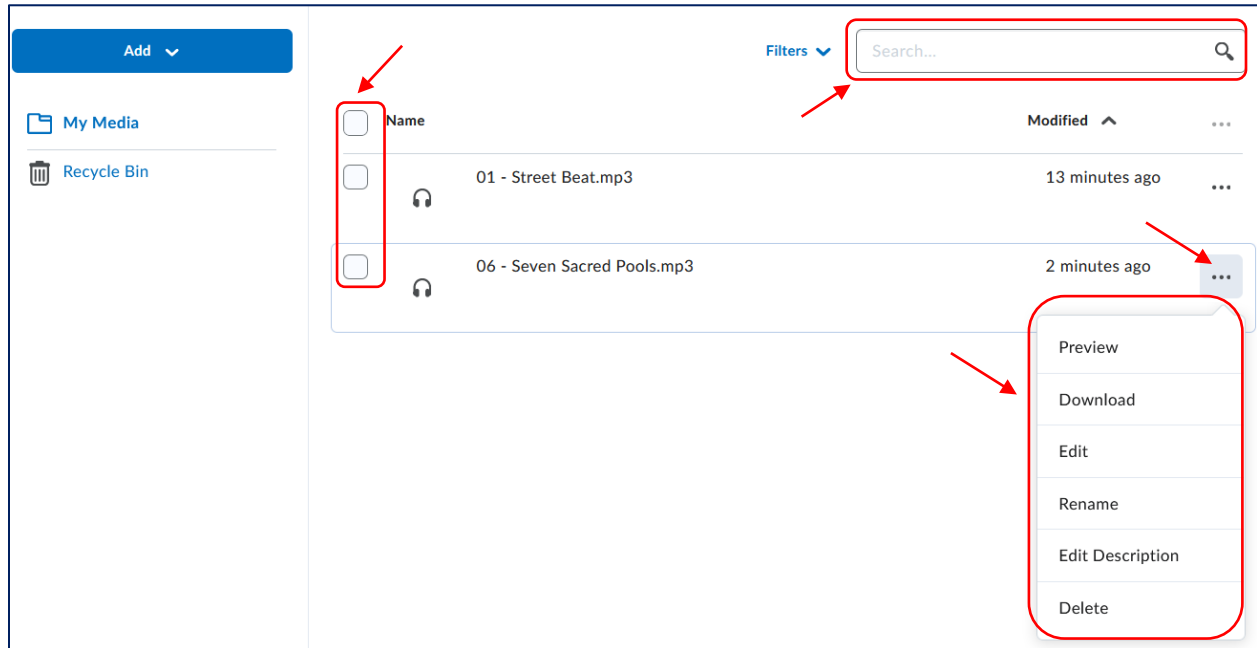 Add
Filters
Search...
My Media
Name
Modified
Recycle Bin
01 - Street Beat.mp3
13 minutes ago
06 - Seven Sacred Pools.mp3
2 minutes ago
Preview
Download
Edit
Rename
Edit Description
Delete